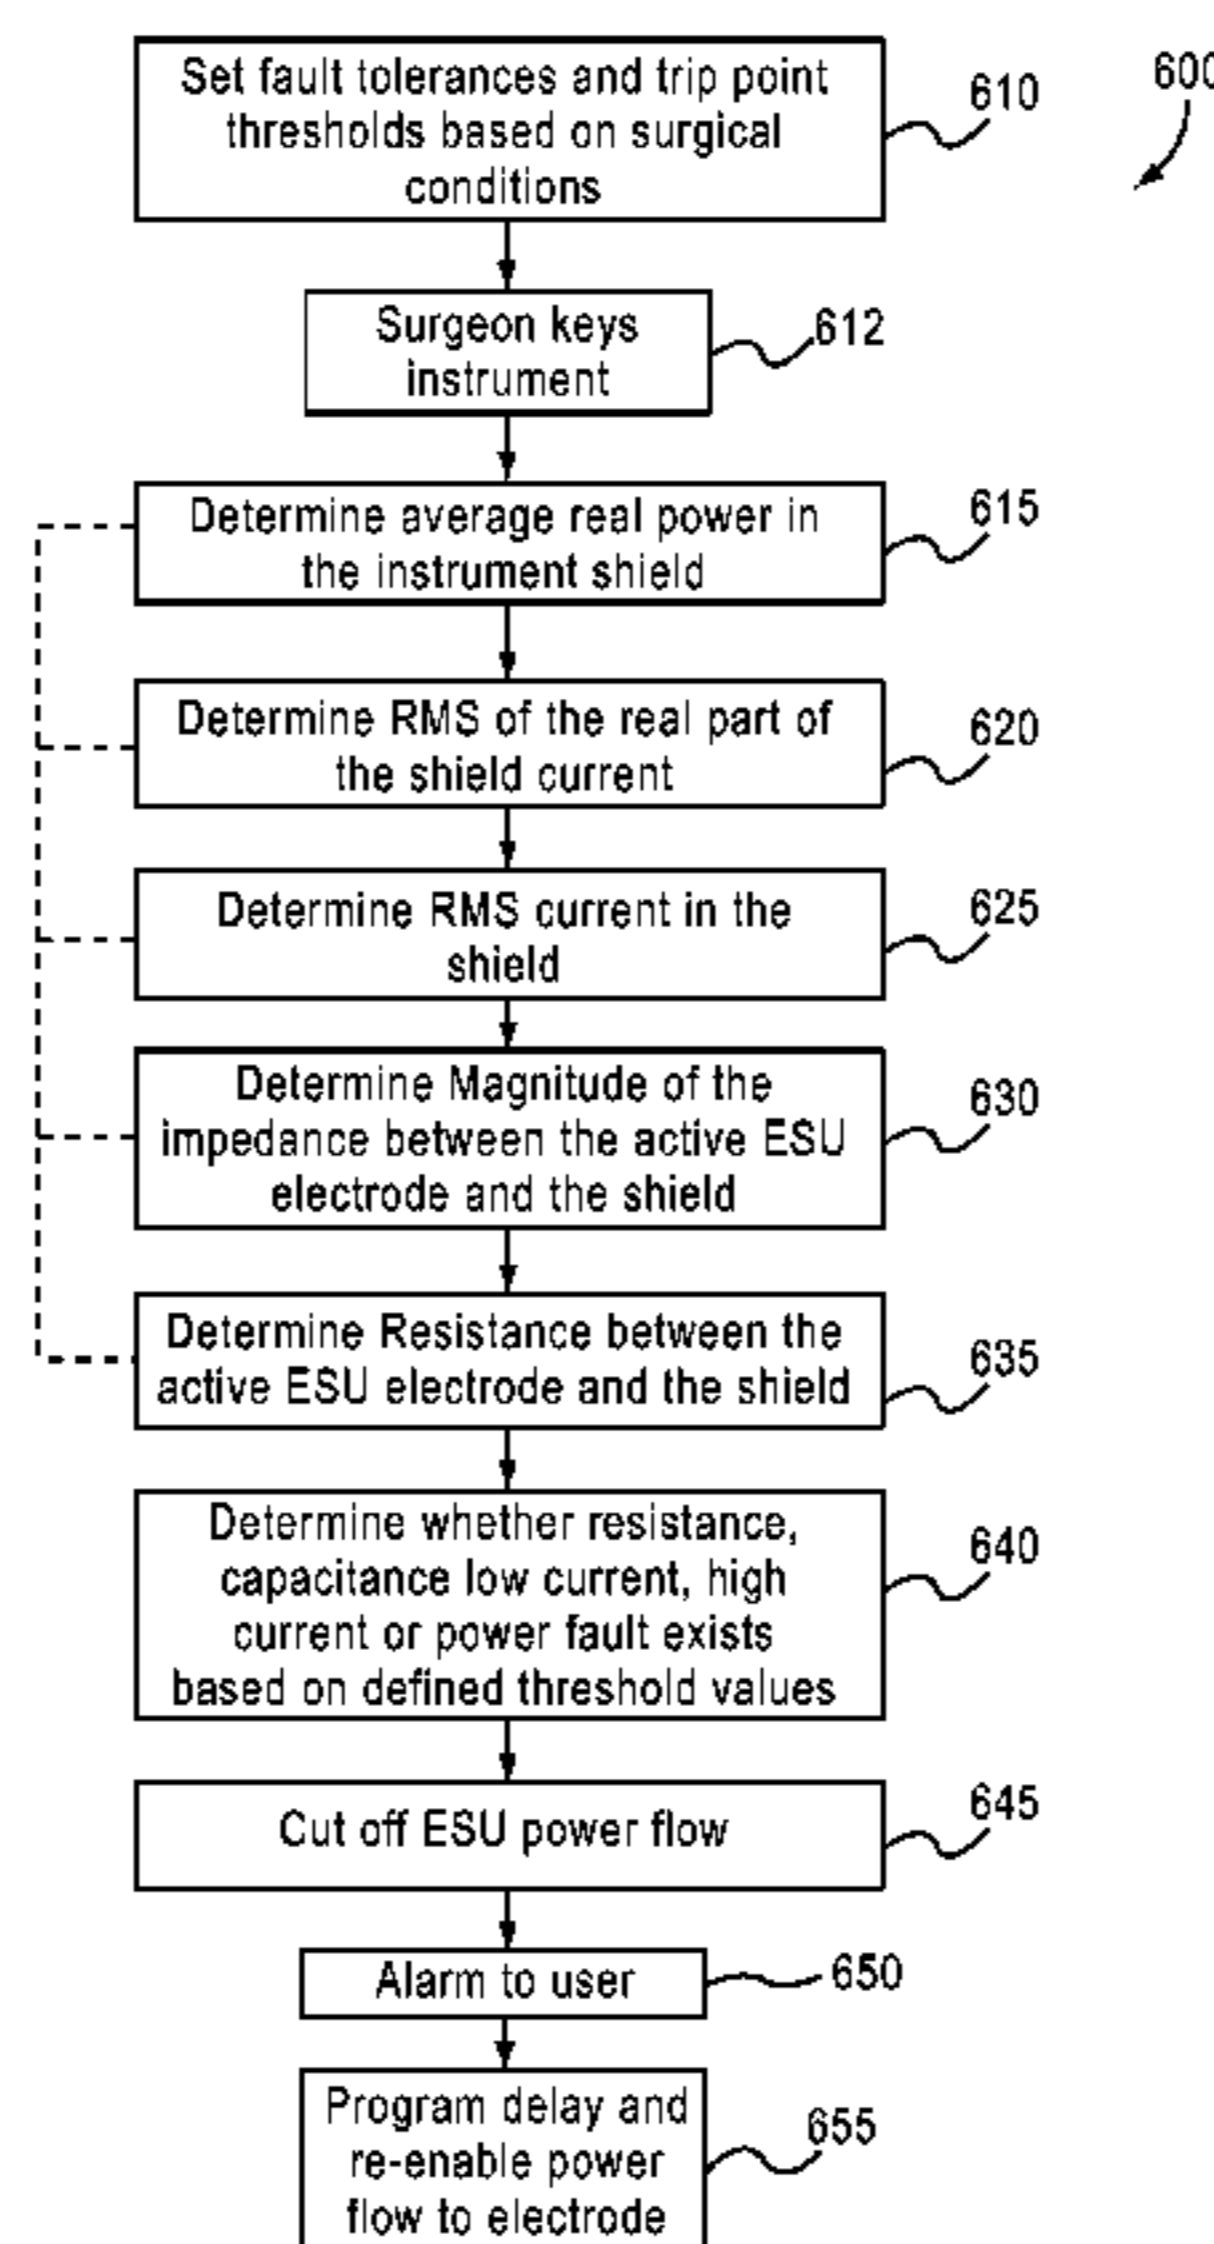 Set fault tolerances and trip point
thresholds based on surgical
conditions
610
600
Surgeon keys
instrument
612
Determine average real power in
the instrument shield
615
Determine RMS of the real part of
the shield current
620
Determine RMS current in the
shield
625
Determine Magnitude of the
impedance between the active ESU
electrode and the shield
630
Determine Resistance between the
active ESU electrode and the shield
635
Determine whether resistance,
capacitance low current, high
current or power fault exists
based on defined threshold values
640
Cut off ESU power flow
645
Alarm to user
650
Program delay and
re-enable power
flow to electrode
655